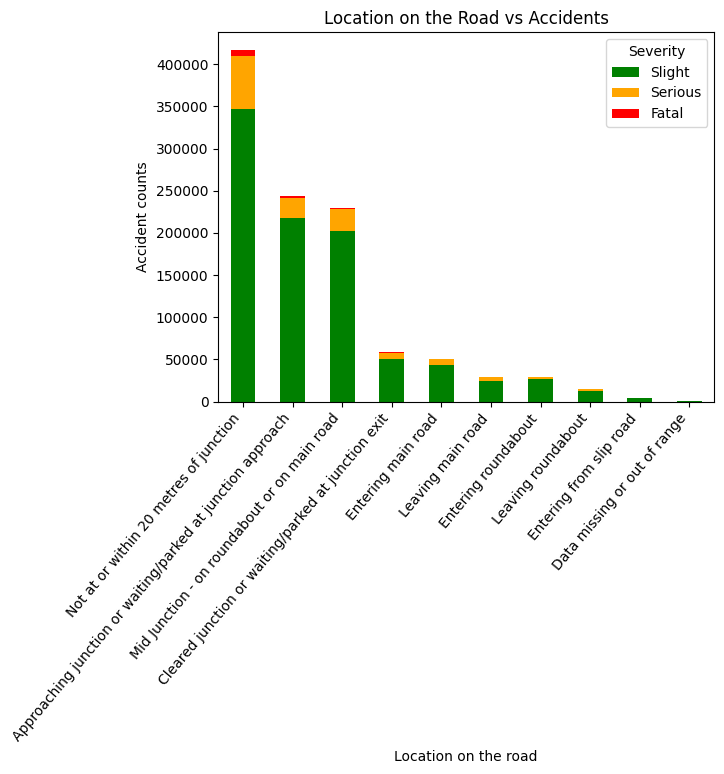 Location on the Road vs Accidents
Severity
Slight
Serious
Fatal
Accident counts
400000
350000
300000
250000
200000
150000
100000
50000
0
Not at or within 20 metres of junction
Approaching junction or waiting/parked at junction approach
Mid Junction - on roundabout or on main road
Cleared junction or waiting/parked at junction exit
Entering main road
Leaving main road
Entering roundabout
Leaving roundabout
Entering from slip road
Data missing or out of range
Location on the road